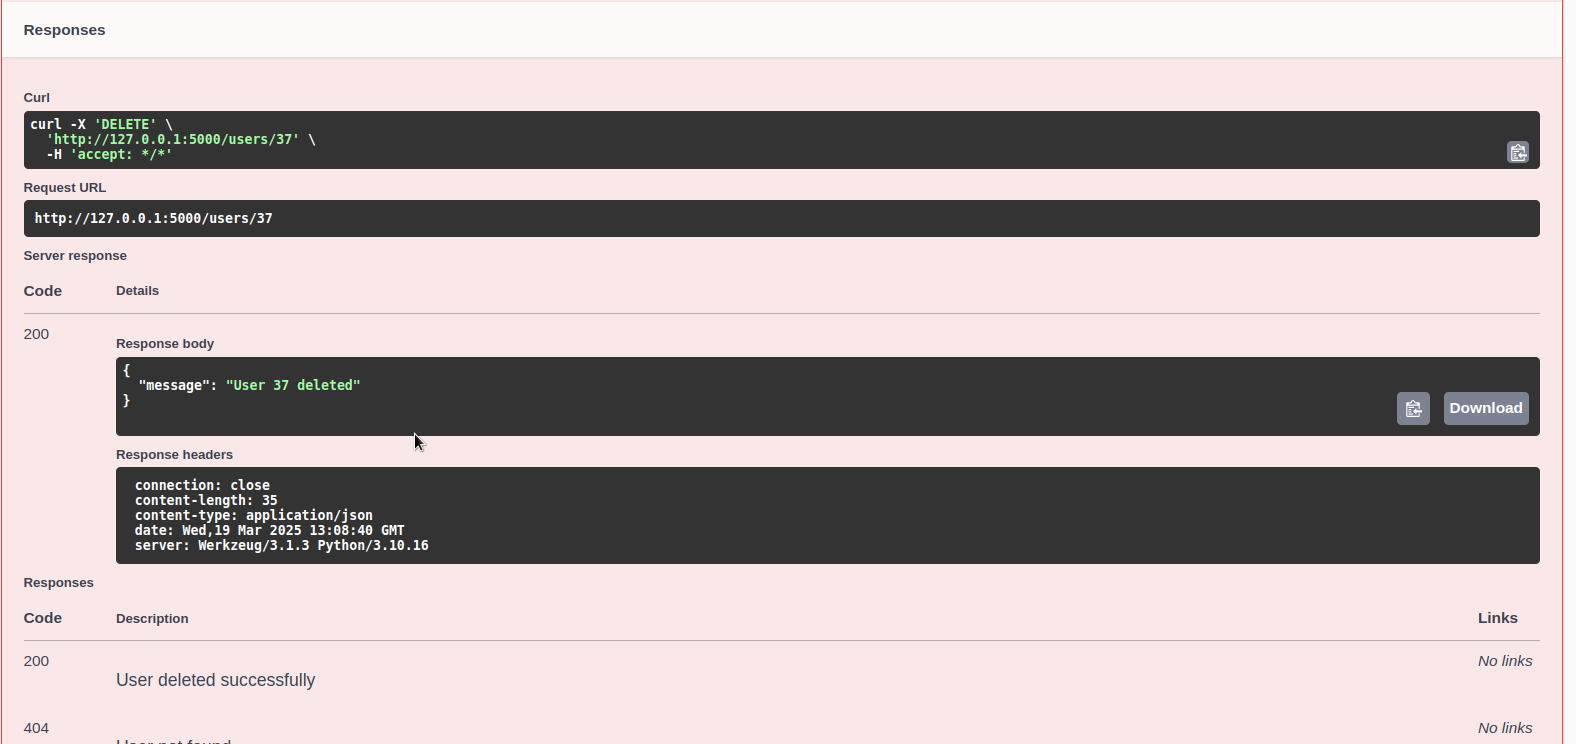 Responses
Curl
curl -X 'DELETE' \
  'http://127.0.0.1:5000/users/37' \
  -H 'accept: */*'
Request URL
http://127.0.0.1:5000/users/37
Server response
Code Details
200
Response body
{
  "message": "User 37 deleted"
}
Download
Response headers
connection: close
content-length: 35
content-type: application/json
date: Wed,19 Mar 2025 13:08:40 GMT
server: Werkzeug/3.1.3 Python/3.10.16
Responses
Code Description Links
200 No links
User deleted successfully
404 No links
User not found